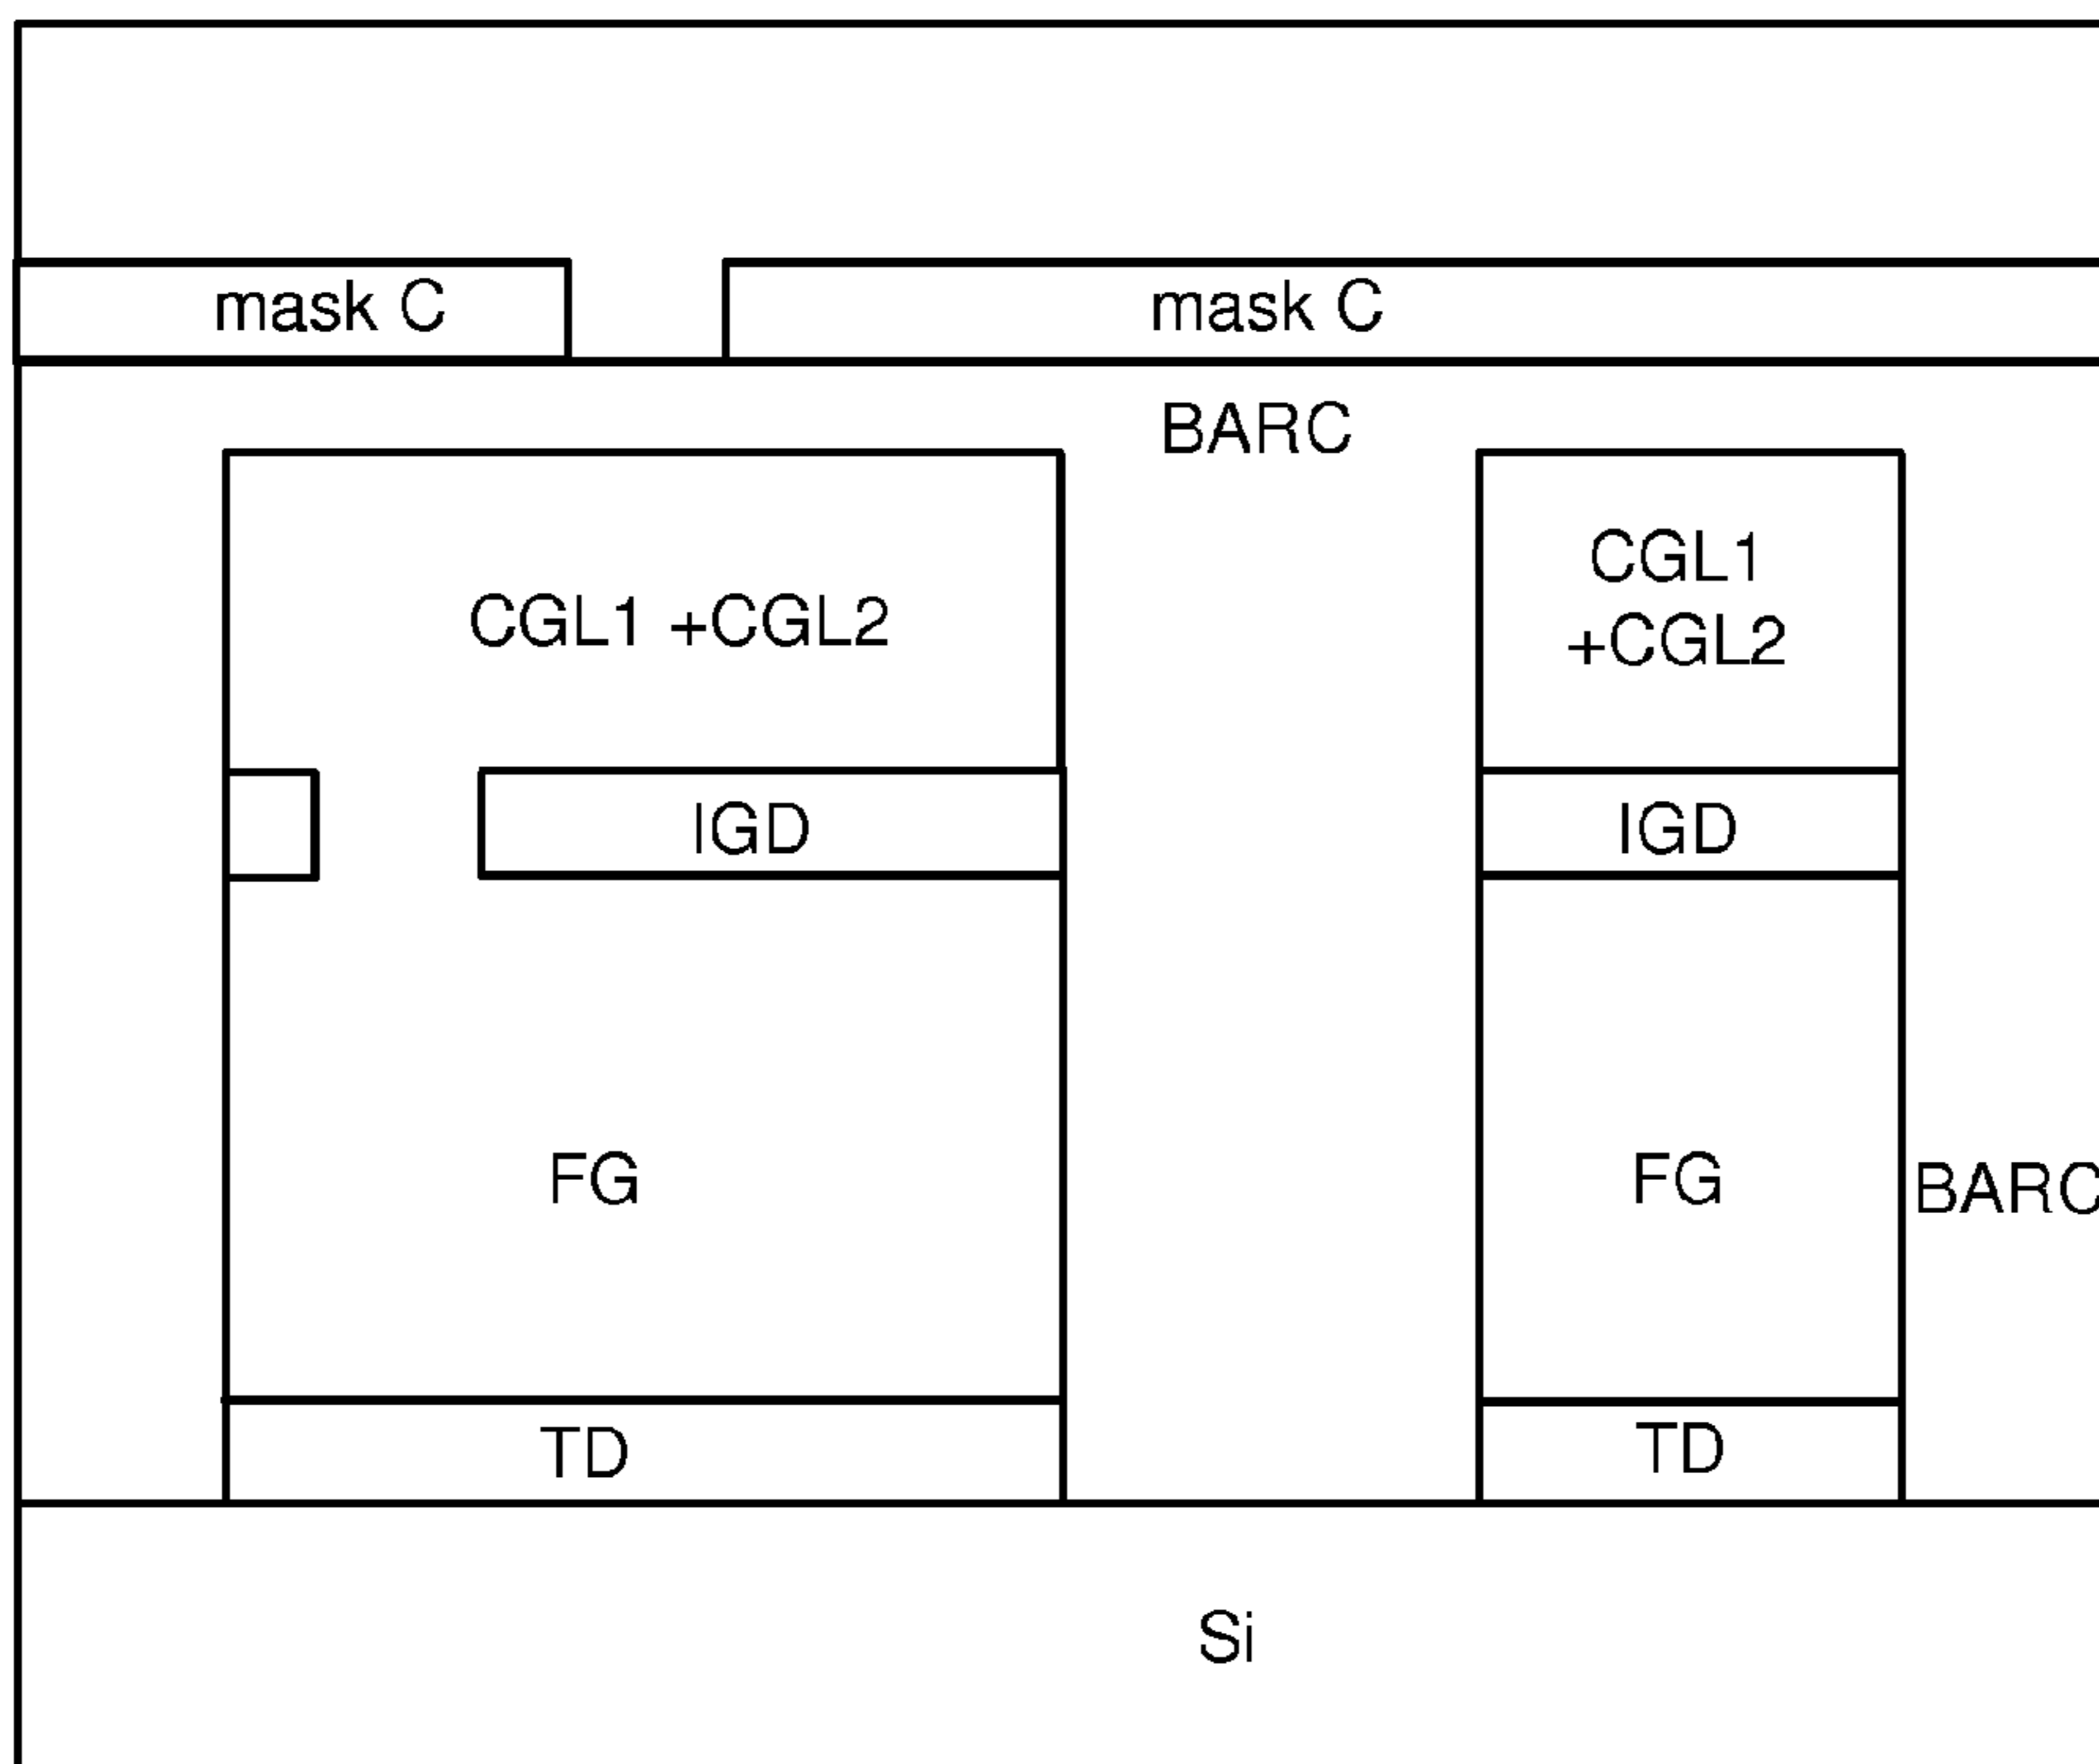 mask C
mask C
BARC
CGL1 +CGL2
CGL1
+CGL2
IGD
IGD
FG
FG
BARC
TD
TD
Si